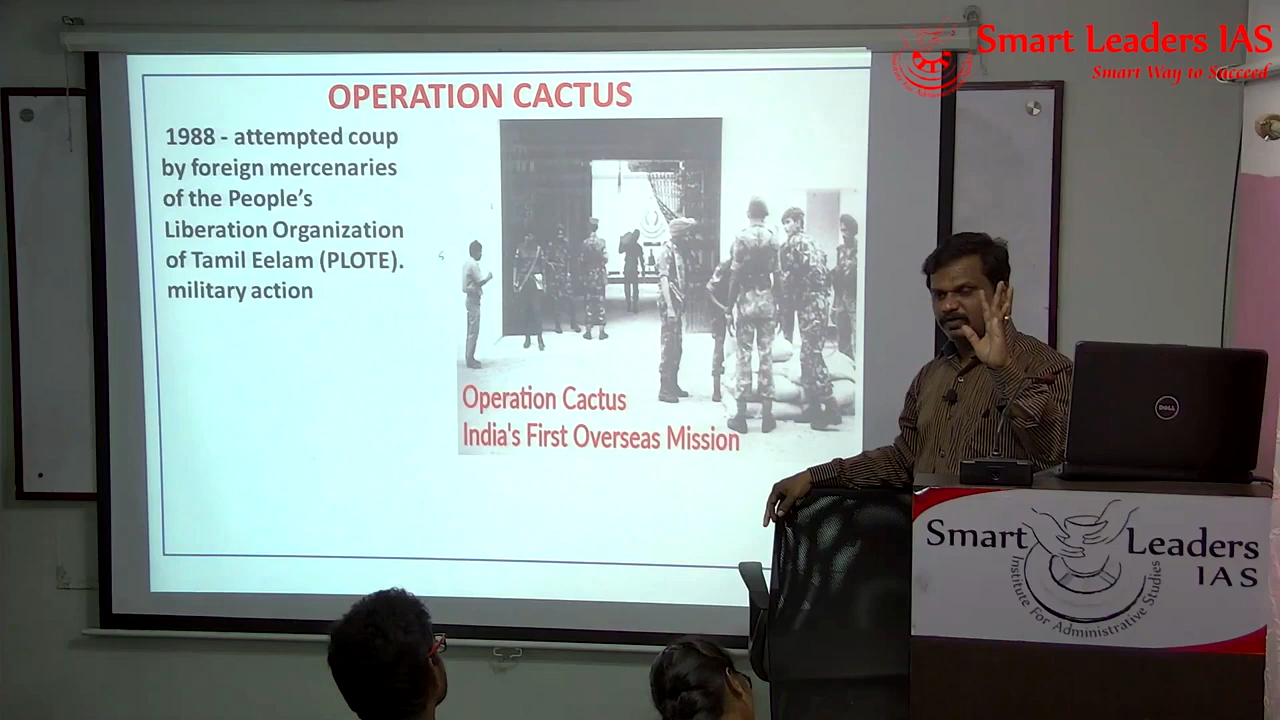 Smart Leaders IAS
Smart Way to Succeed
OPERATION CACTUS
1988 - attempted coup
by foreign mercenaries
of the People's
Liberation Organization
of Tamil Eelam (PLOTE).
military action
Operation Cactus
India's First Overseas Mission
DELL
Smart Leaders
IAS
Institute For Administrative Studies